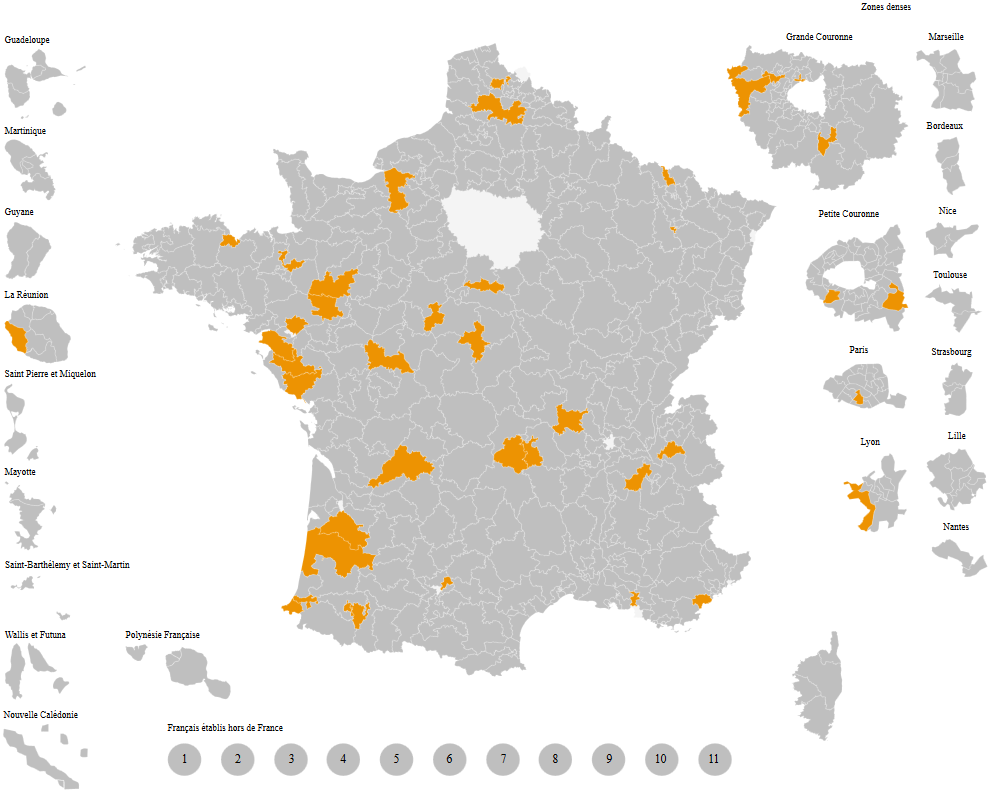 Zones denses
Guadeloupe
Grande Couronne
Marseille
Martinique
Bordeaux
Guyane
Petite Couronne
Nice
La Réunion
Toulouse
Paris
Strasbourg
Saint Pierre et Miquelon
Lyon
Lille
Mayotte
Nantes
Saint-Barthélemy et Saint-Martin
Wallis et Futuna
Polynésie Française
Nouvelle Calédonie
Français établis hors de France
1 2 3 4 5 6 7 8 9 10 11